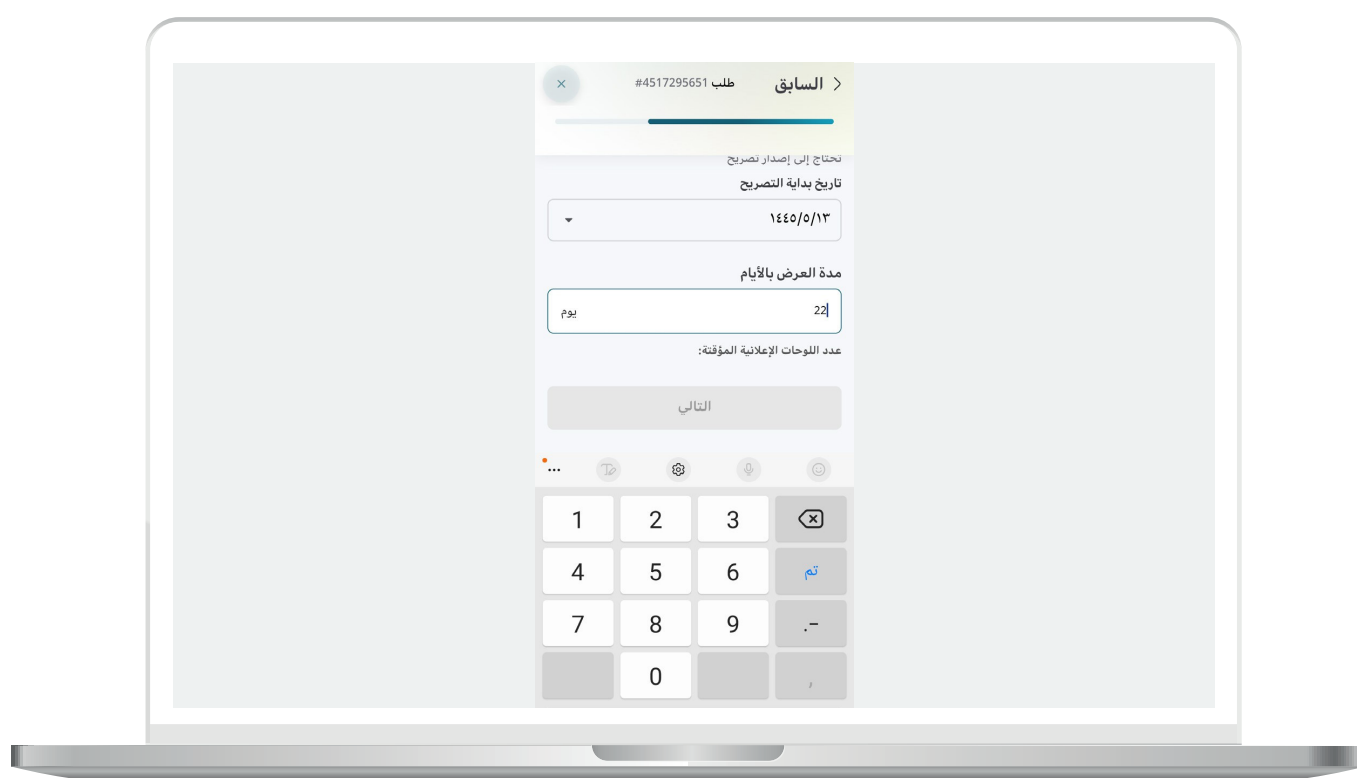 السابق
طلب 4517295651#
×
تحتاج إلى إصدار تصريح
تاريخ بداية التصريح
١٤٤٥/٥/١٣
مدة العرض بالأيام
22 يوم
عدد اللوحات الإعلانية المؤقتة:
التالي
1 2 3
4 5 6 تم
7 8 9 .-
0 ,